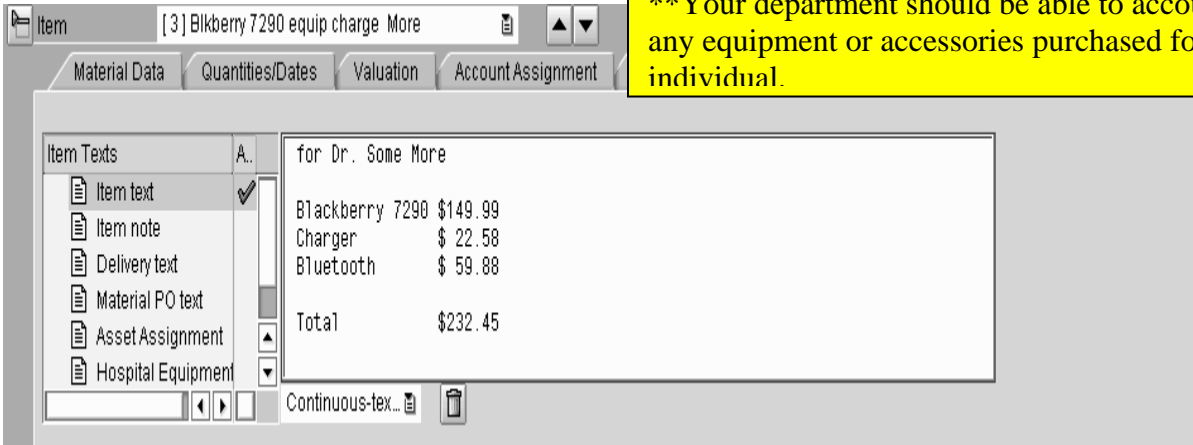 **Your department should be able to accou
any equipment or accessories purchased fo
individual.
Item [ 3 ] Blkberry 7290 equip charge More
Material Data Quantities/Dates Valuation Account Assignment
Item Texts A..
Item text
Item note
Delivery text
Material PO text
Asset Assignment
Hospital Equipment
for Dr. Some More
Blackberry 7290 $149.99
Charger $ 22.58
Bluetooth $ 59.88
Total $232.45
Continuous-tex...